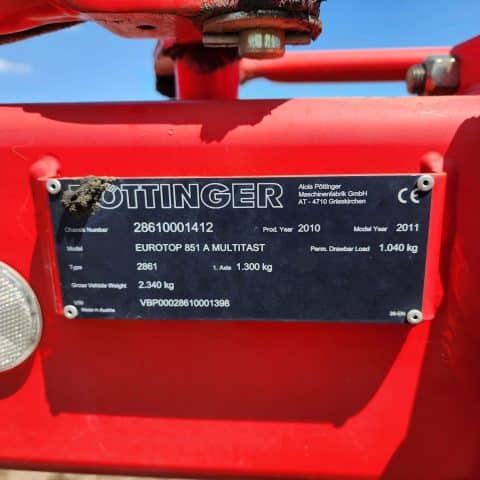 PÖTTINGER
Alois Pöttinger
Maschinenfabrik GmbH
AT - 4710 Grieskirchen
CE
Chassis Number 28610001412 Prod. Year 2010 Model Year 2011
Model EUROTOP 851 A MULTITAST Perm. Drawbar Load 1.040 kg
Type 2861 1. Axle 1.300 kg
Gross Vehicle Weight 2.340 kg
VIN VBP00028610001398
Made in Austria